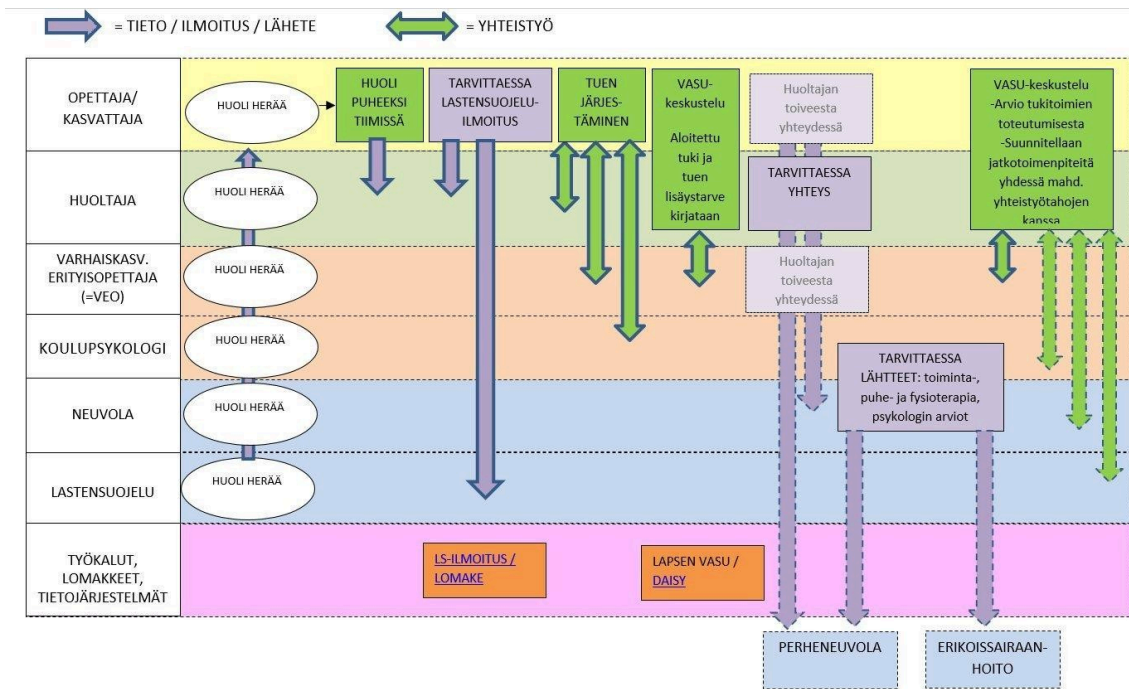 = TIETO / ILMOITUS / LÄHETE
= YHTEISTYÖ
OPETTAJA/
KASVATTAJA
HUOLI HERÄÄ
HUOLI
PUHEEKSI
TIIMISSÄ
TARVITTAESSA
LASTENSUOJELU-
ILMOITUS
TUEN
JÄRJES-
TÄMINEN
VASU-
keskustelu
Aloitettu
tuki ja
tuen
lisäystarve
kirjataan
Huoltajan
toiveesta
yhteydessä
VASU-keskustelu
-Arvio tukitoimien
toteutumisesta
-Suunnitellaan
jatkotoimenpiteitä
yhdessä mahd.
yhteistyötahojen
kanssa
HUOLTAJA
HUOLI HERÄÄ
TARVITTAESSA
YHTEYS
VARHAISKASV.
ERITYISOPETTAJA
(=VEO)
HUOLI HERÄÄ
Huoltajan
toiveesta
yhteydessä
KOULUPSYKOLOGI
HUOLI HERÄÄ
TARVITTAESSA
LÄHTTEET: toiminta-,
puhe- ja fysioterapia,
psykologin arviot
NEUVOLA
HUOLI HERÄÄ
LASTENSUOJELU
HUOLI HERÄÄ
TYÖKALUT,
LOMAKKEET,
TIETOJÄRJESTELMÄT
LS-ILMOITUS /
LOMAKE
LAPSEN VASU /
DAISY
PERHENEUVOLA
ERIKOISSAIRAAN-
HOITO